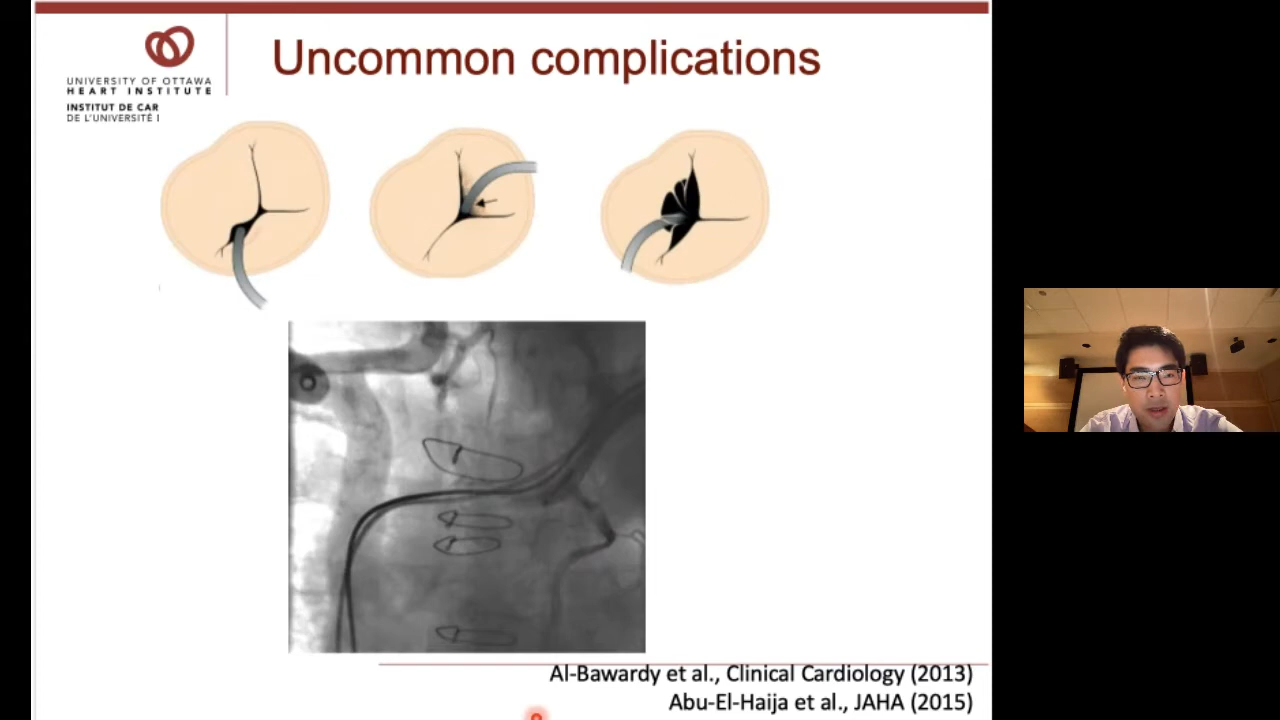 Uncommon complications
UNIVERSITY OF OTTAWA
HEART INSTITUTE
INSTITUT DE CAR
DE L'UNIVERSITÉ
Al-Bawardy et al., Clinical Cardiology (2013)
Abu-El-Haija et al., JAHA (2015)